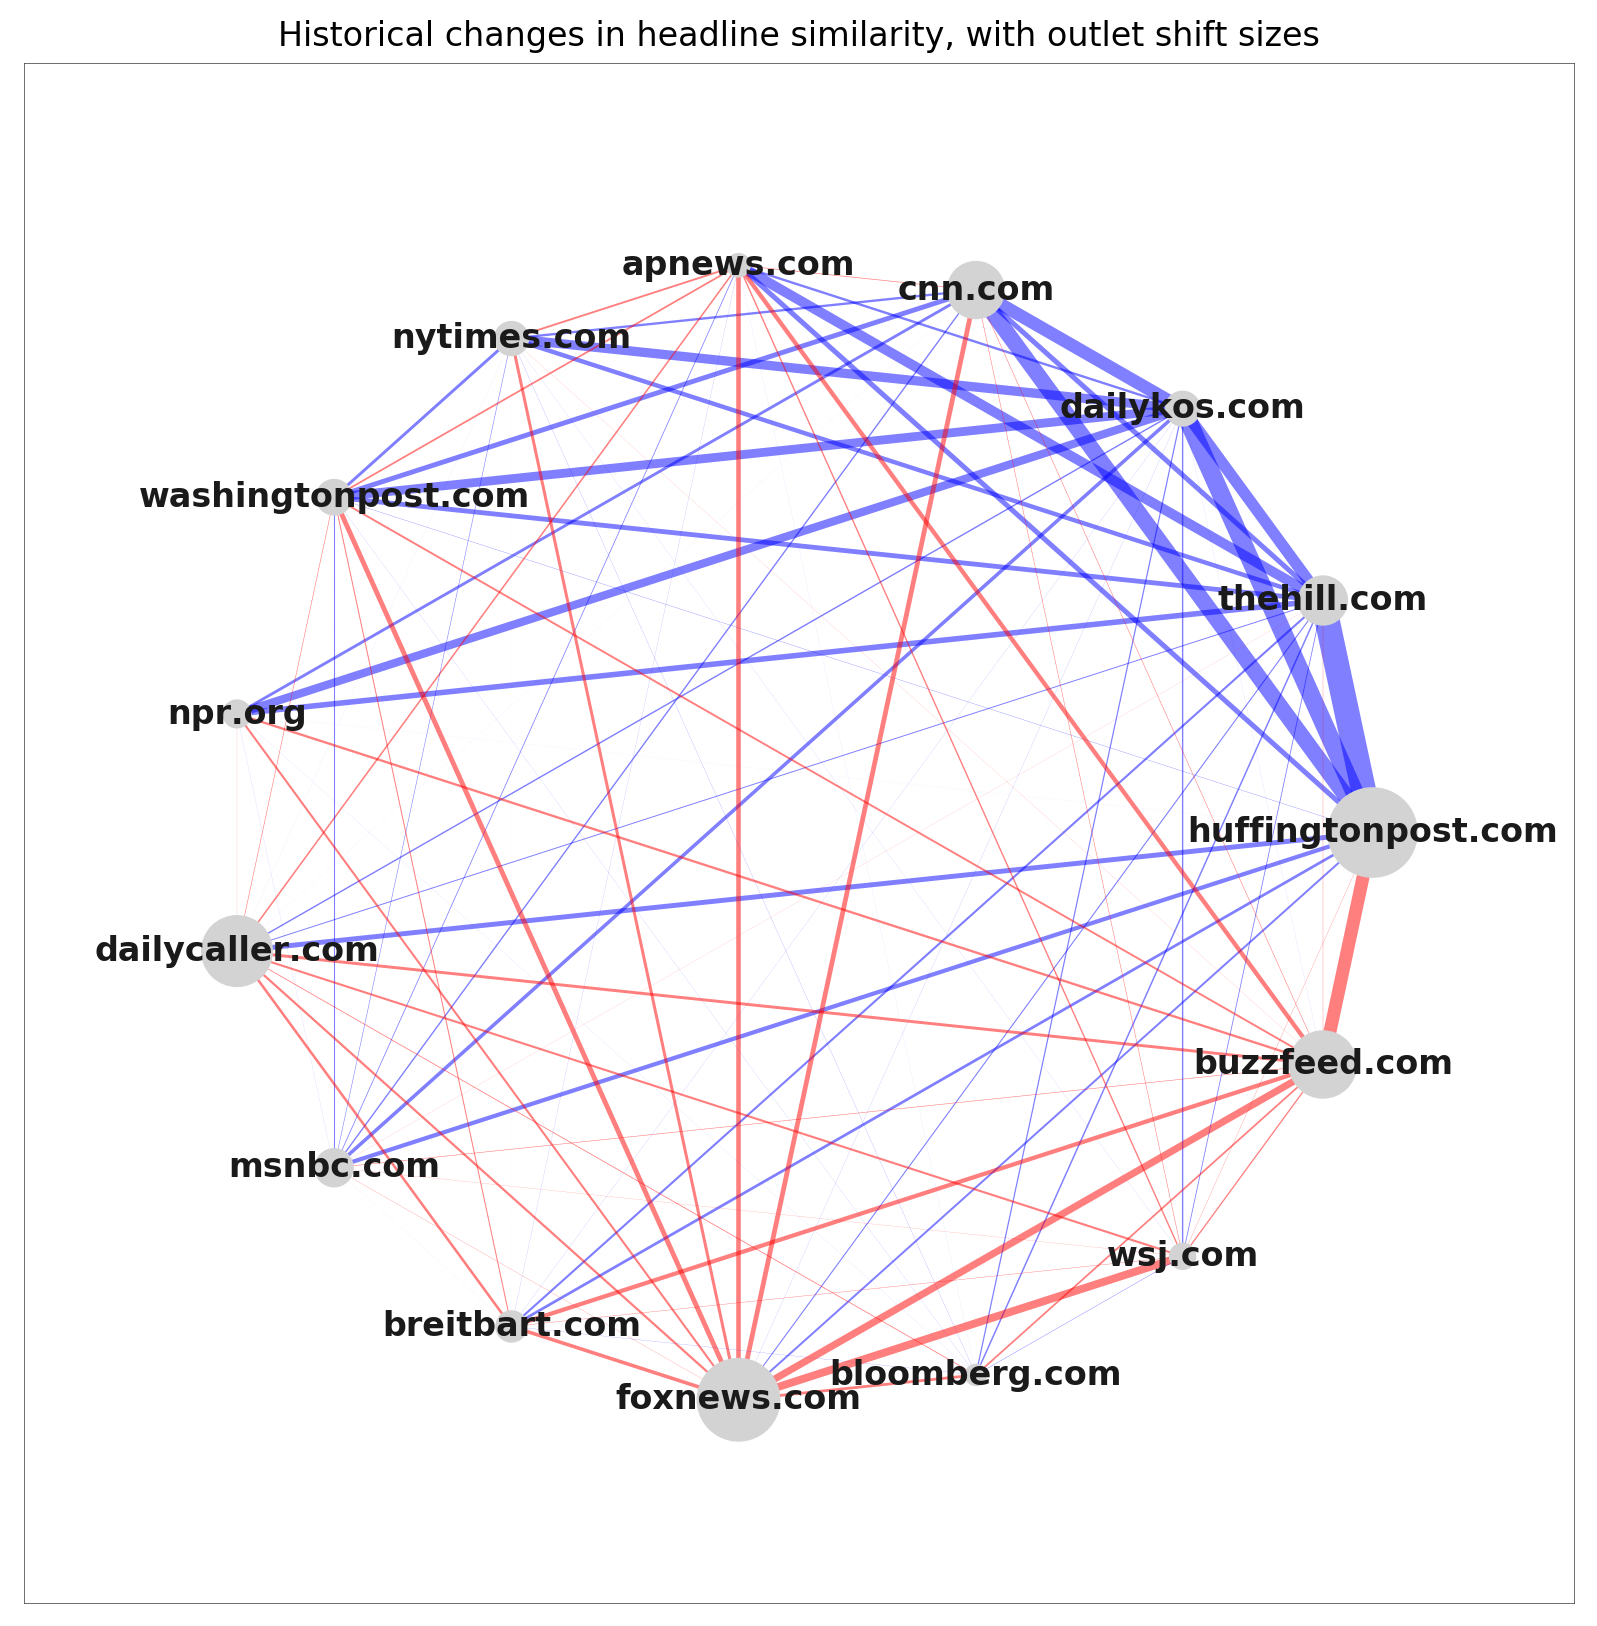 Historical changes in headline similarity, with outlet shift sizes
apnews.com
cnn.com
nytimes.com
dailykos.com
washingtonpost.com
thehill.com
npr.org
huffingtonpost.com
dailycaller.com
buzzfeed.com
msnbc.com
wsj.com
breitbart.com
bloomberg.com
foxnews.com